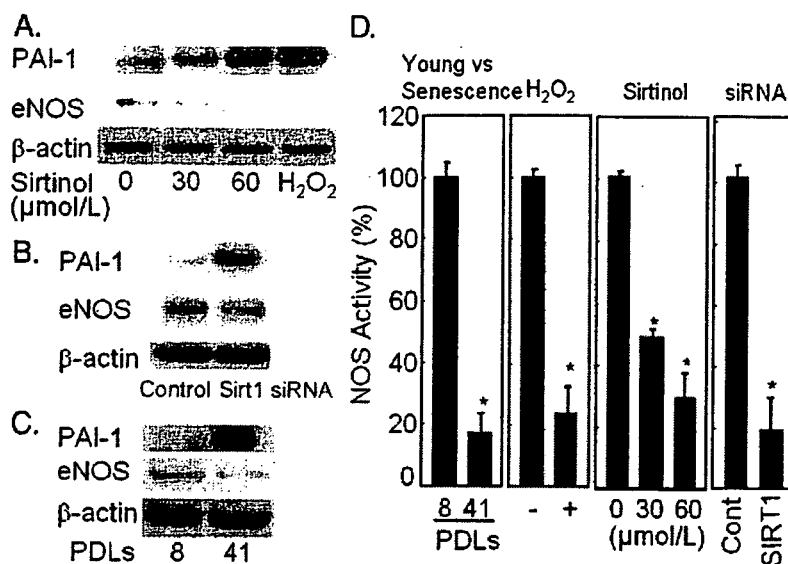 A.
PAI-1
eNOS
β-actin
Sirtinol 0 30 60 H2O2
(μmol/L)
B.
PAI-1
eNOS
β-actin
Control Sirt1 siRNA
C.
PAI-1
eNOS
β-actin
PDLs 8 41
D.
Young vs
Senescence H2O2 Sirtinol siRNA
NOS Activity (%)
120
100
80
60
40
20
0
* * * * *
8 41 - + 0 30 60 Cont SIRT1
PDLs (μmol/L)